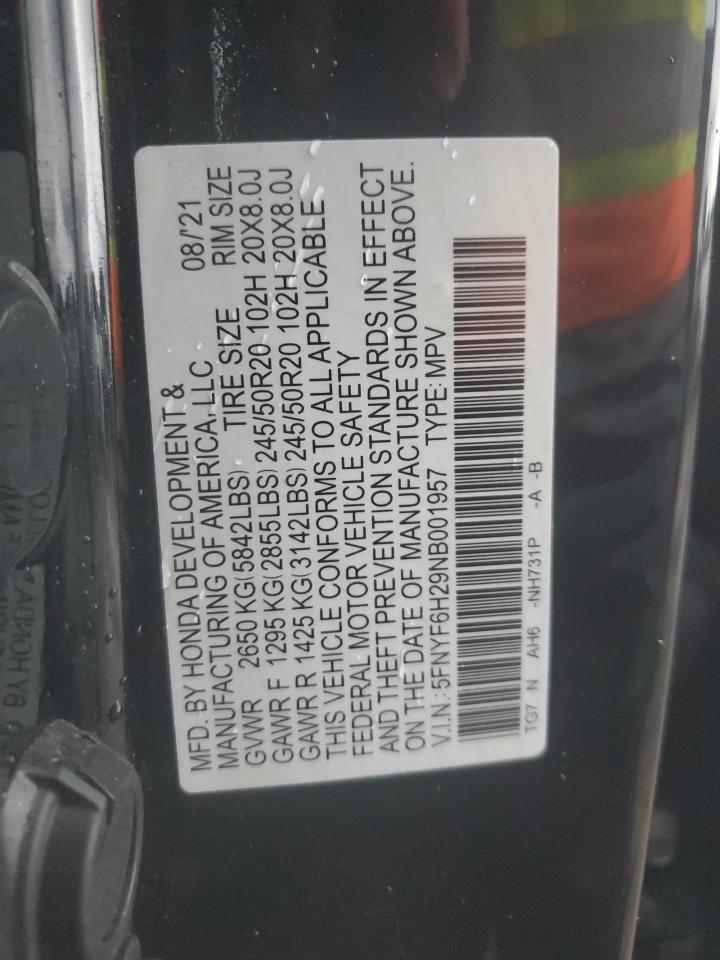 MFD. BY HONDA DEVELOPMENT & 08/'21
MANUFACTURING OF AMERICA, LLC RIM SIZE
GVWR 2650 KG(5842LBS) TIRE SIZE
GAWR F 1295 KG(2855LBS) 245/50R20 102H 20X8.0J
GAWR R 1425 KG(3142LBS) 245/50R20 102H 20X8.0J
THIS VEHICLE CONFORMS TO ALL APPLICABLE
FEDERAL MOTOR VEHICLE SAFETY
AND THEFT PREVENTION STANDARDS IN EFFECT
ON THE DATE OF MANUFACTURE SHOWN ABOVE.
V.I.N.:5FNYF6H29NB001957 TYPE:MPV
TG7 N AH6 -NH731P -A -B